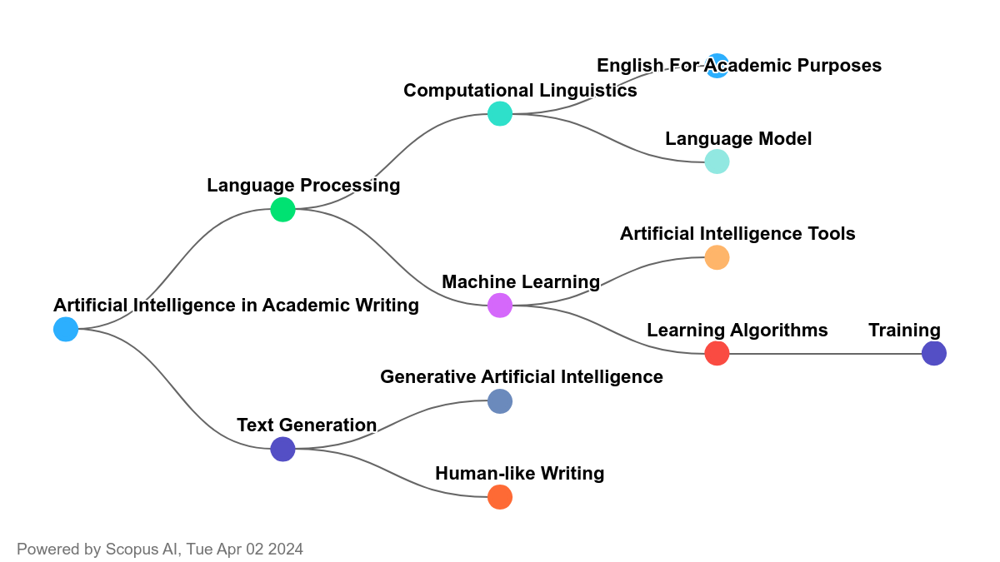 English For Academic Purposes
Computational Linguistics
Language Model
Language Processing
Artificial Intelligence Tools
Machine Learning
Artificial Intelligence in Academic Writing
Learning Algorithms
Training
Generative Artificial Intelligence
Text Generation
Human-like Writing
Powered by Scopus AI, Tue Apr 02 2024